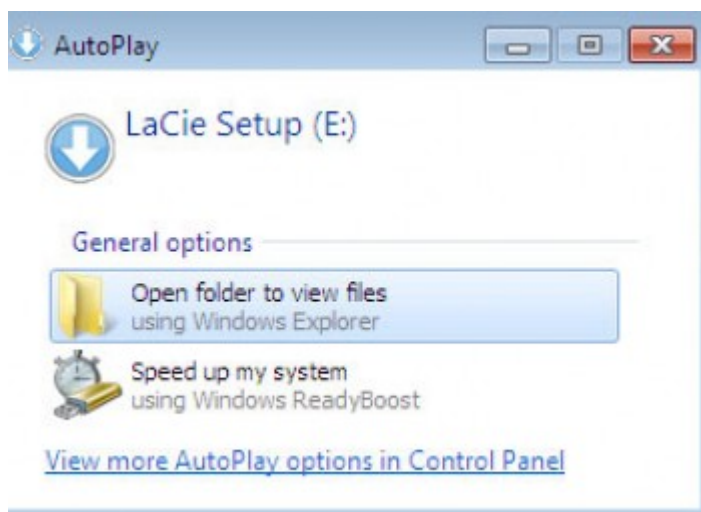 AutoPlay
LaCie Setup (E:)
General options
Open folder to view files
using Windows Explorer
Speed up my system
using Windows ReadyBoost
View more AutoPlay options in Control Panel